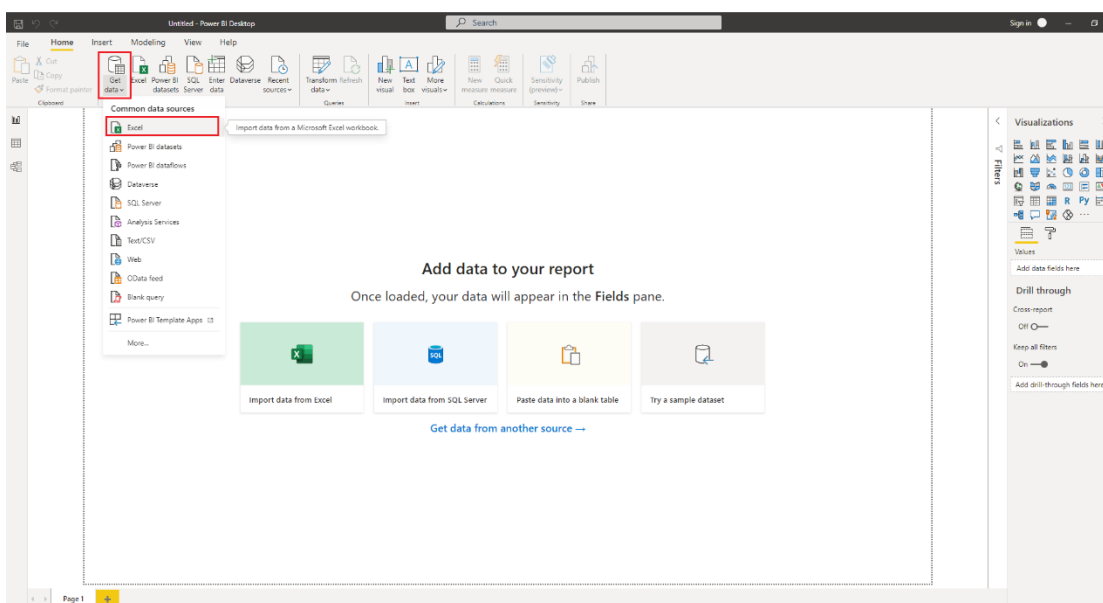 Untitled - Power BI Desktop
Search
Sign in
File Home Insert Modeling View Help
Paste
Cut
Copy
Format painter
Clipboard
Get data
Excel
Power BI datasets
SQL Server
Enter data
Dataverse
Recent sources
Transform data
Refresh
Queries
New visual
Text box
More visuals
Insert
New measure
Quick measure
Calculations
Sensitivity (preview)
Sensitivity
Publish
Share
Common data sources
Excel
Import data from a Microsoft Excel workbook.
Power BI datasets
Power BI dataflows
Dataverse
SQL Server
Analysis Services
Text/CSV
Web
OData feed
Blank query
Power BI Template Apps
More...
Add data to your report
Once loaded, your data will appear in the Fields pane.
SQL
Import data from Excel
Import data from SQL Server
Paste data into a blank table
Try a sample dataset
Get data from another source →
Filters
Visualizations
R Py
Values
Add data fields here
Drill through
Cross-report
Off
Keep all filters
On
Add drill-through fields here
Page 1